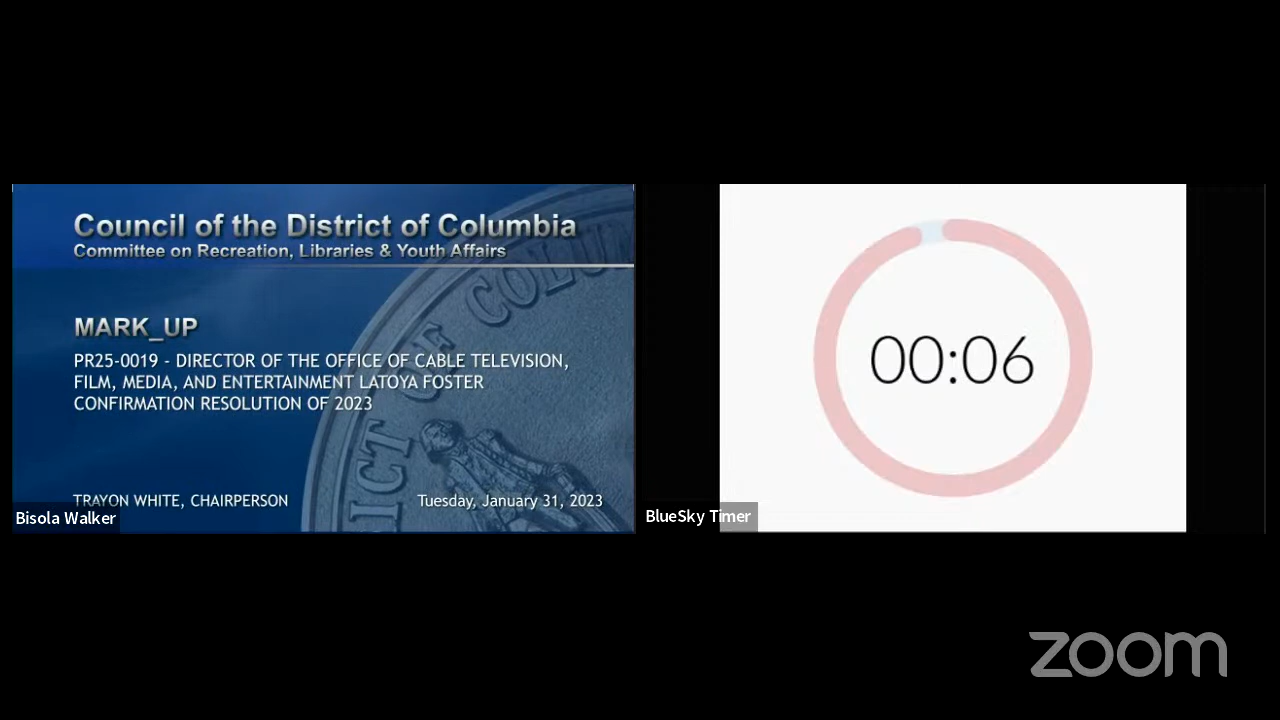 Council of the District of Columbia
Committee on Recreation, Libraries & Youth Affairs
MARK_UP
PR25-0019 - DIRECTOR OF THE OFFICE OF CABLE TELEVISION,
FILM, MEDIA, AND ENTERTAINMENT LATOYA FOSTER
CONFIRMATION RESOLUTION OF 2023
TRAYON WHITE, CHAIRPERSON
Tuesday, January 31, 2023
Bisola Walker
00:06
BlueSky Timer
zoom